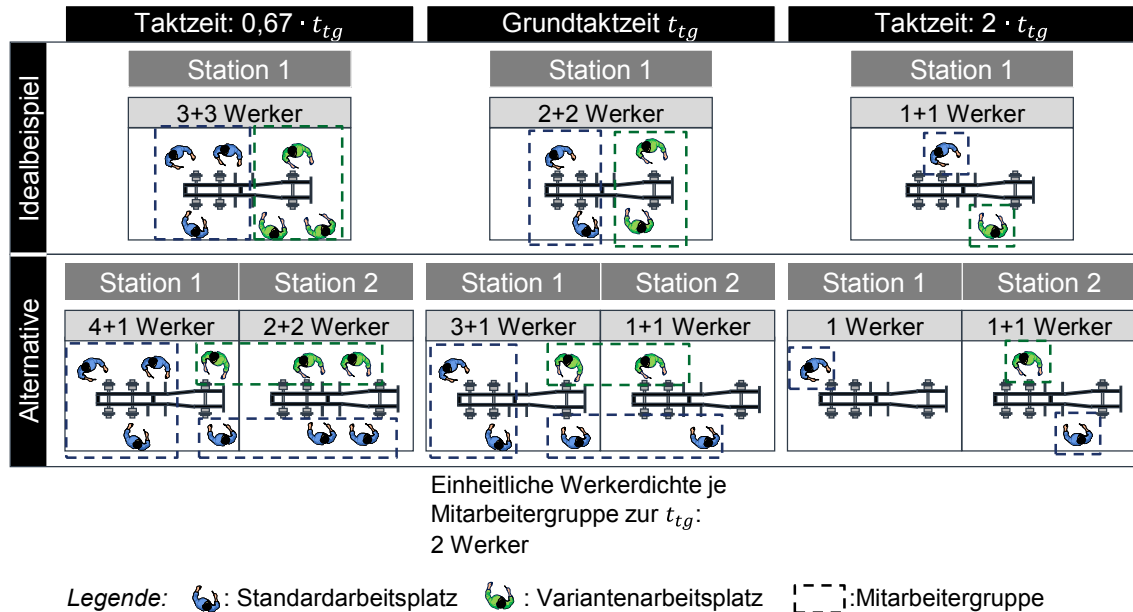 Taktzeit: 0,67 · t_tg
Grundtaktzeit t_tg
Taktzeit: 2 · t_tg
Idealbeispiel
Station 1
Station 1
Station 1
3+3 Werker
2+2 Werker
1+1 Werker
Alternative
Station 1
Station 2
Station 1
Station 2
Station 1
Station 2
4+1 Werker
2+2 Werker
3+1 Werker
1+1 Werker
1 Werker
1+1 Werker
Einheitliche Werkerdichte je
Mitarbeitergruppe zur t_tg:
2 Werker
Legende: : Standardarbeitsplatz : Variantenarbeitsplatz :Mitarbeitergruppe